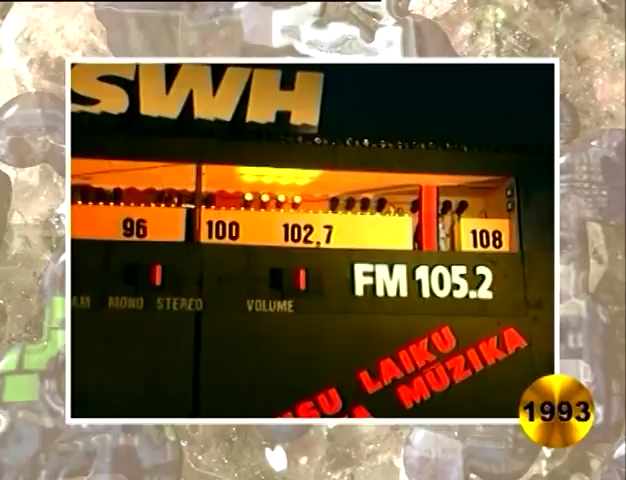 SWH
96 100 102,7 108
FM 105.2
MONO STEREO VOLUME
LAIKU
MŪZIKA
1993